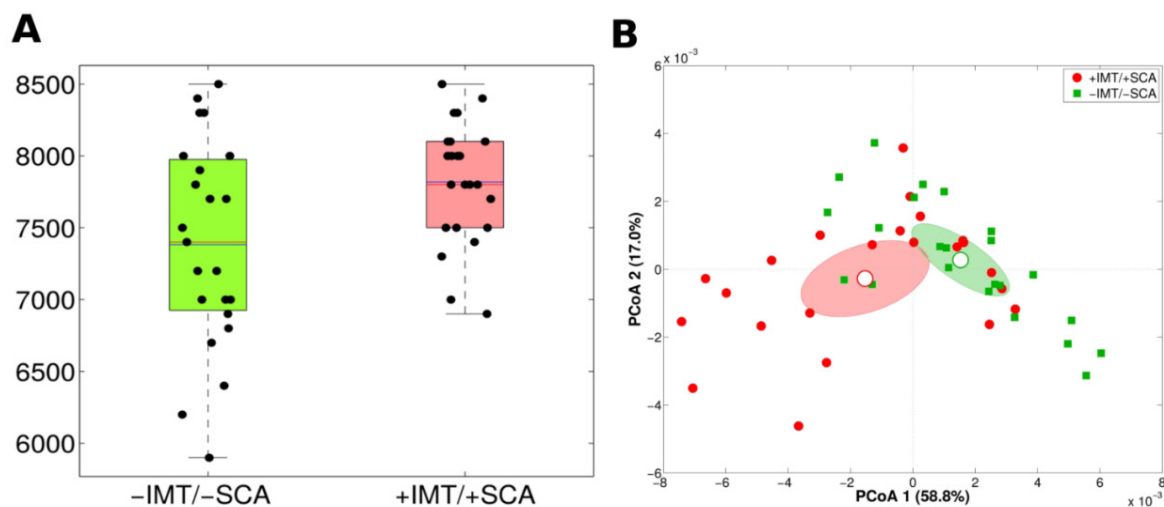 A
8500
8000
7500
7000
6500
6000
−IMT/−SCA
+IMT/+SCA
B
x 10⁻³
6
4
2
0
−2
−4
−6
PCoA 2 (17.0%)
+IMT/+SCA
−IMT/−SCA
−8
−6
−4
−2
0
2
4
6
8
PCoA 1 (58.8%)
x 10⁻³